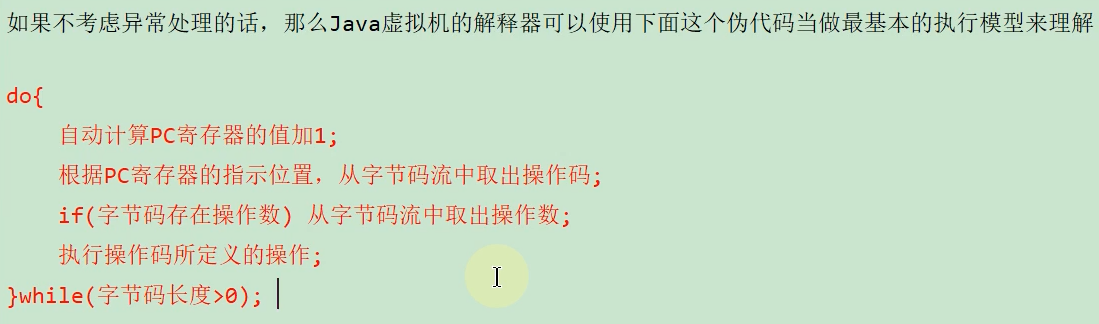 如果不考虑异常处理的话，那么Java虚拟机的解释器可以使用下面这个伪代码当做最基本的执行模型来理解
do{
自动计算PC寄存器的值加1;
根据PC寄存器的指示位置，从字节码流中取出操作码;
if(字节码存在操作数) 从字节码流中取出操作数;
执行操作码所定义的操作;
}while(字节码长度>0);